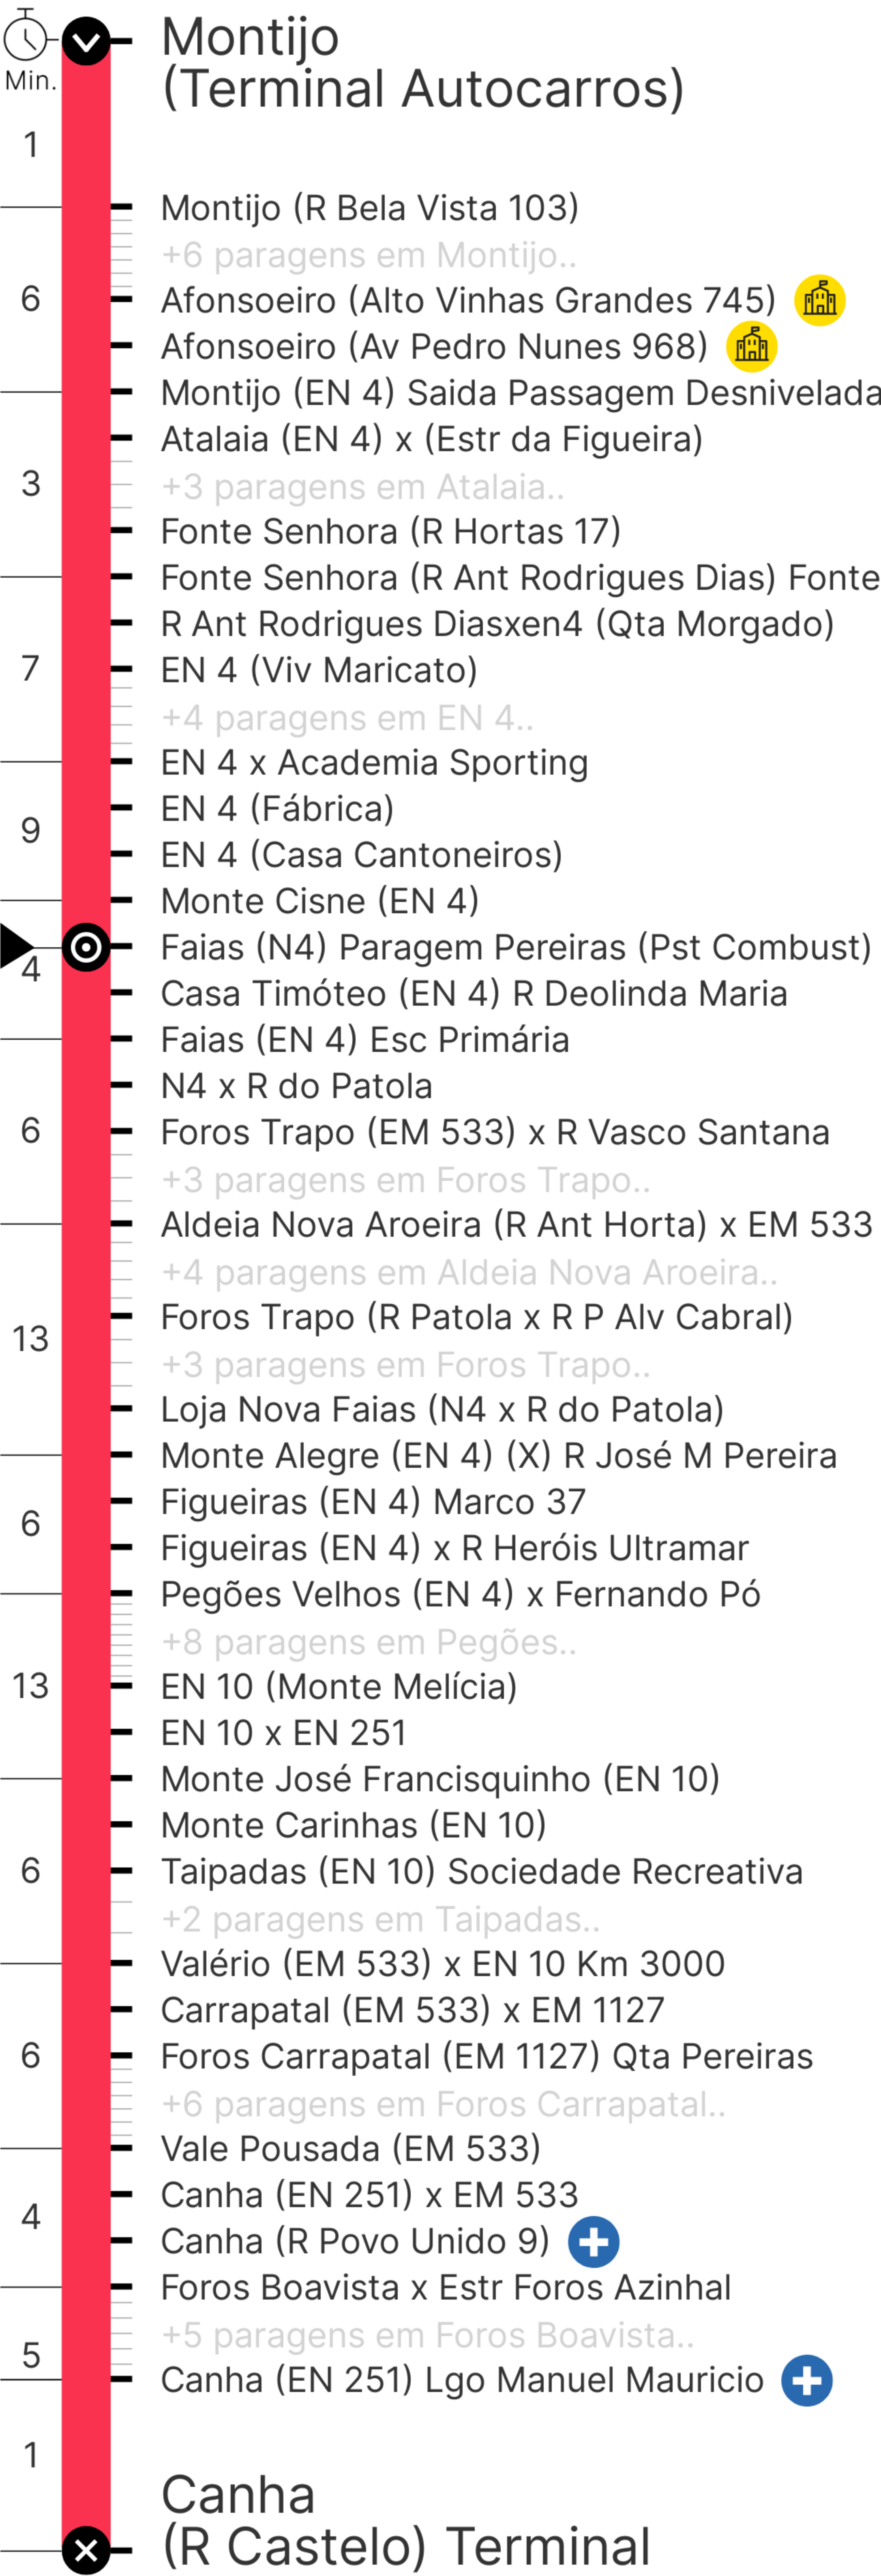 Montijo
(Terminal Autocarros)
Min.
1
Montijo (R Bela Vista 103)
+6 paragens em Montijo..
6
Afonsoeiro (Alto Vinhas Grandes 745)
Afonsoeiro (Av Pedro Nunes 968)
Montijo (EN 4) Saida Passagem Desnivelada
Atalaia (EN 4) x (Estr da Figueira)
3
+3 paragens em Atalaia..
Fonte Senhora (R Hortas 17)
Fonte Senhora (R Ant Rodrigues Dias) Fonte
R Ant Rodrigues Diasxen4 (Qta Morgado)
7
EN 4 (Viv Maricato)
+4 paragens em EN 4..
EN 4 x Academia Sporting
EN 4 (Fábrica)
9
EN 4 (Casa Cantoneiros)
Monte Cisne (EN 4)
Faias (N4) Paragem Pereiras (Pst Combust)
4
Casa Timóteo (EN 4) R Deolinda Maria
Faias (EN 4) Esc Primária
N4 x R do Patola
6
Foros Trapo (EM 533) x R Vasco Santana
+3 paragens em Foros Trapo..
Aldeia Nova Aroeira (R Ant Horta) x EM 533
+4 paragens em Aldeia Nova Aroeira..
Foros Trapo (R Patola x R P Alv Cabral)
13
+3 paragens em Foros Trapo..
Loja Nova Faias (N4 x R do Patola)
Monte Alegre (EN 4) (X) R José M Pereira
Figueiras (EN 4) Marco 37
6
Figueiras (EN 4) x R Heróis Ultramar
Pegões Velhos (EN 4) x Fernando Pó
+8 paragens em Pegões..
13
EN 10 (Monte Melícia)
EN 10 x EN 251
Monte José Francisquinho (EN 10)
Monte Carinhas (EN 10)
6
Taipadas (EN 10) Sociedade Recreativa
+2 paragens em Taipadas..
Valério (EM 533) x EN 10 Km 3000
Carrapatal (EM 533) x EM 1127
6
Foros Carrapatal (EM 1127) Qta Pereiras
+6 paragens em Foros Carrapatal..
Vale Pousada (EM 533)
Canha (EN 251) x EM 533
4
Canha (R Povo Unido 9)
Foros Boavista x Estr Foros Azinhal
+5 paragens em Foros Boavista..
5
Canha (EN 251) Lgo Manuel Mauricio
1
Canha
(R Castelo) Terminal